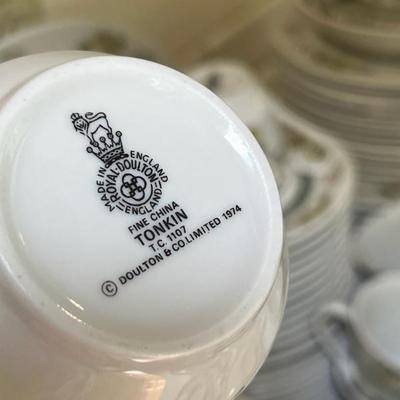 MADE IN ENGLAND
ROYAL DOULTON
ENGLAND
FINE CHINA
TONKIN
T.C. 1107
© DOULTON & CO. LIMITED 1974